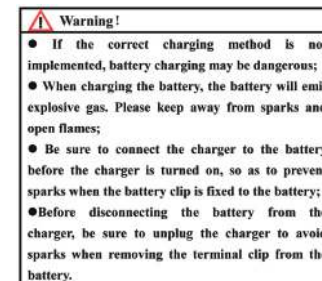 Warning!
● If the correct charging method is no
implemented, battery charging may be dangerous;
● When charging the battery, the battery will emi
explosive gas. Please keep away from sparks and
open flames;
● Be sure to connect the charger to the battery
before the charger is turned on, so as to preven
sparks when the battery clip is fixed to the battery;
●Before disconnecting the battery from the
charger, be sure to unplug the charger to avoid
sparks when removing the terminal clip from the
battery.